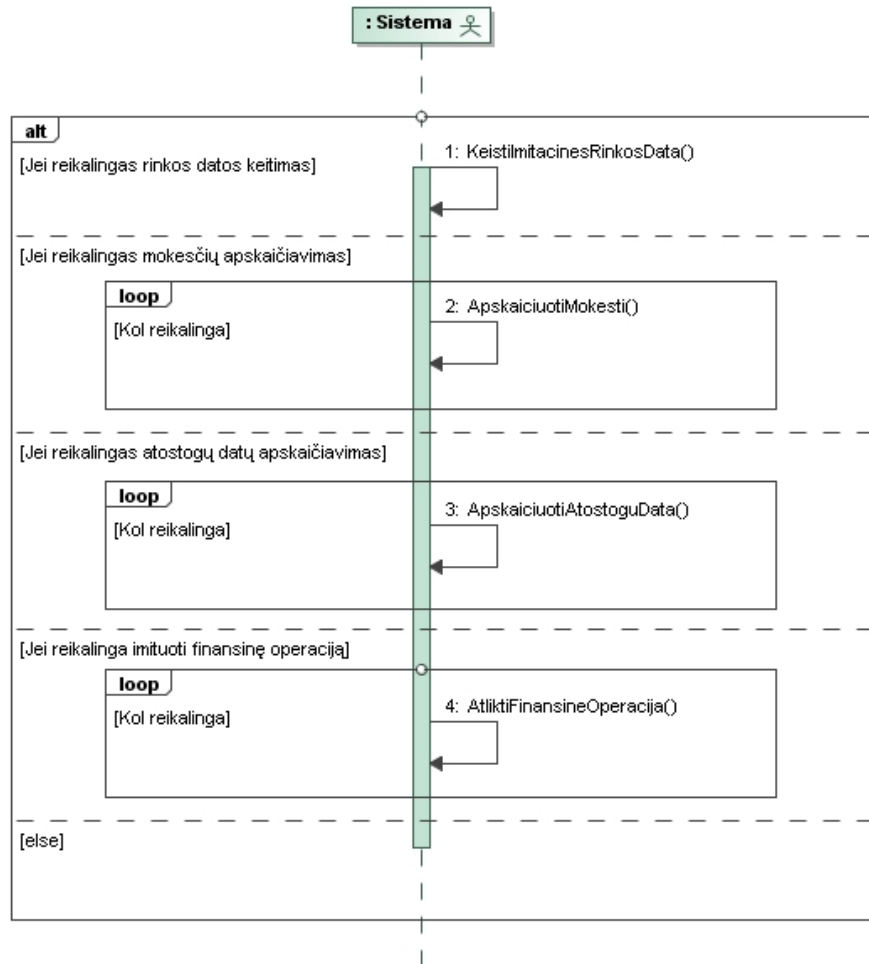 : Sistema
alt
[Jei reikalingas rinkos datos keitimas]
1: KeistiImitacinesRinkosData()
[Jei reikalingas mokesčių apskaičiavimas]
loop
[Kol reikalinga]
2: ApskaiciuotiMokesti()
[Jei reikalingas atostogų datų apskaičiavimas]
loop
[Kol reikalinga]
3: ApskaiciuotiAtostoguData()
[Jei reikalinga imituoti finansinę operaciją]
loop
[Kol reikalinga]
4: AtliktiFinansineOperacija()
[else]